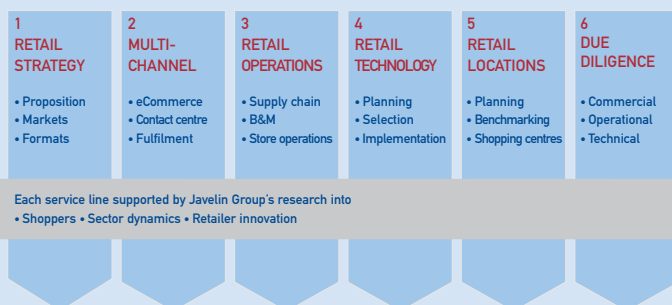 1
RETAIL
STRATEGY
• Proposition
• Markets
• Formats
2
MULTI-
CHANNEL
• eCommerce
• Contact centre
• Fulfilment
3
RETAIL
OPERATIONS
• Supply chain
• B&M
• Store operations
4
RETAIL
TECHNOLOGY
• Planning
• Selection
• Implementation
5
RETAIL
LOCATIONS
• Planning
• Benchmarking
• Shopping centres
6
DUE
DILIGENCE
• Commercial
• Operational
• Technical
Each service line supported by Javelin Group's research into
• Shoppers • Sector dynamics • Retailer innovation